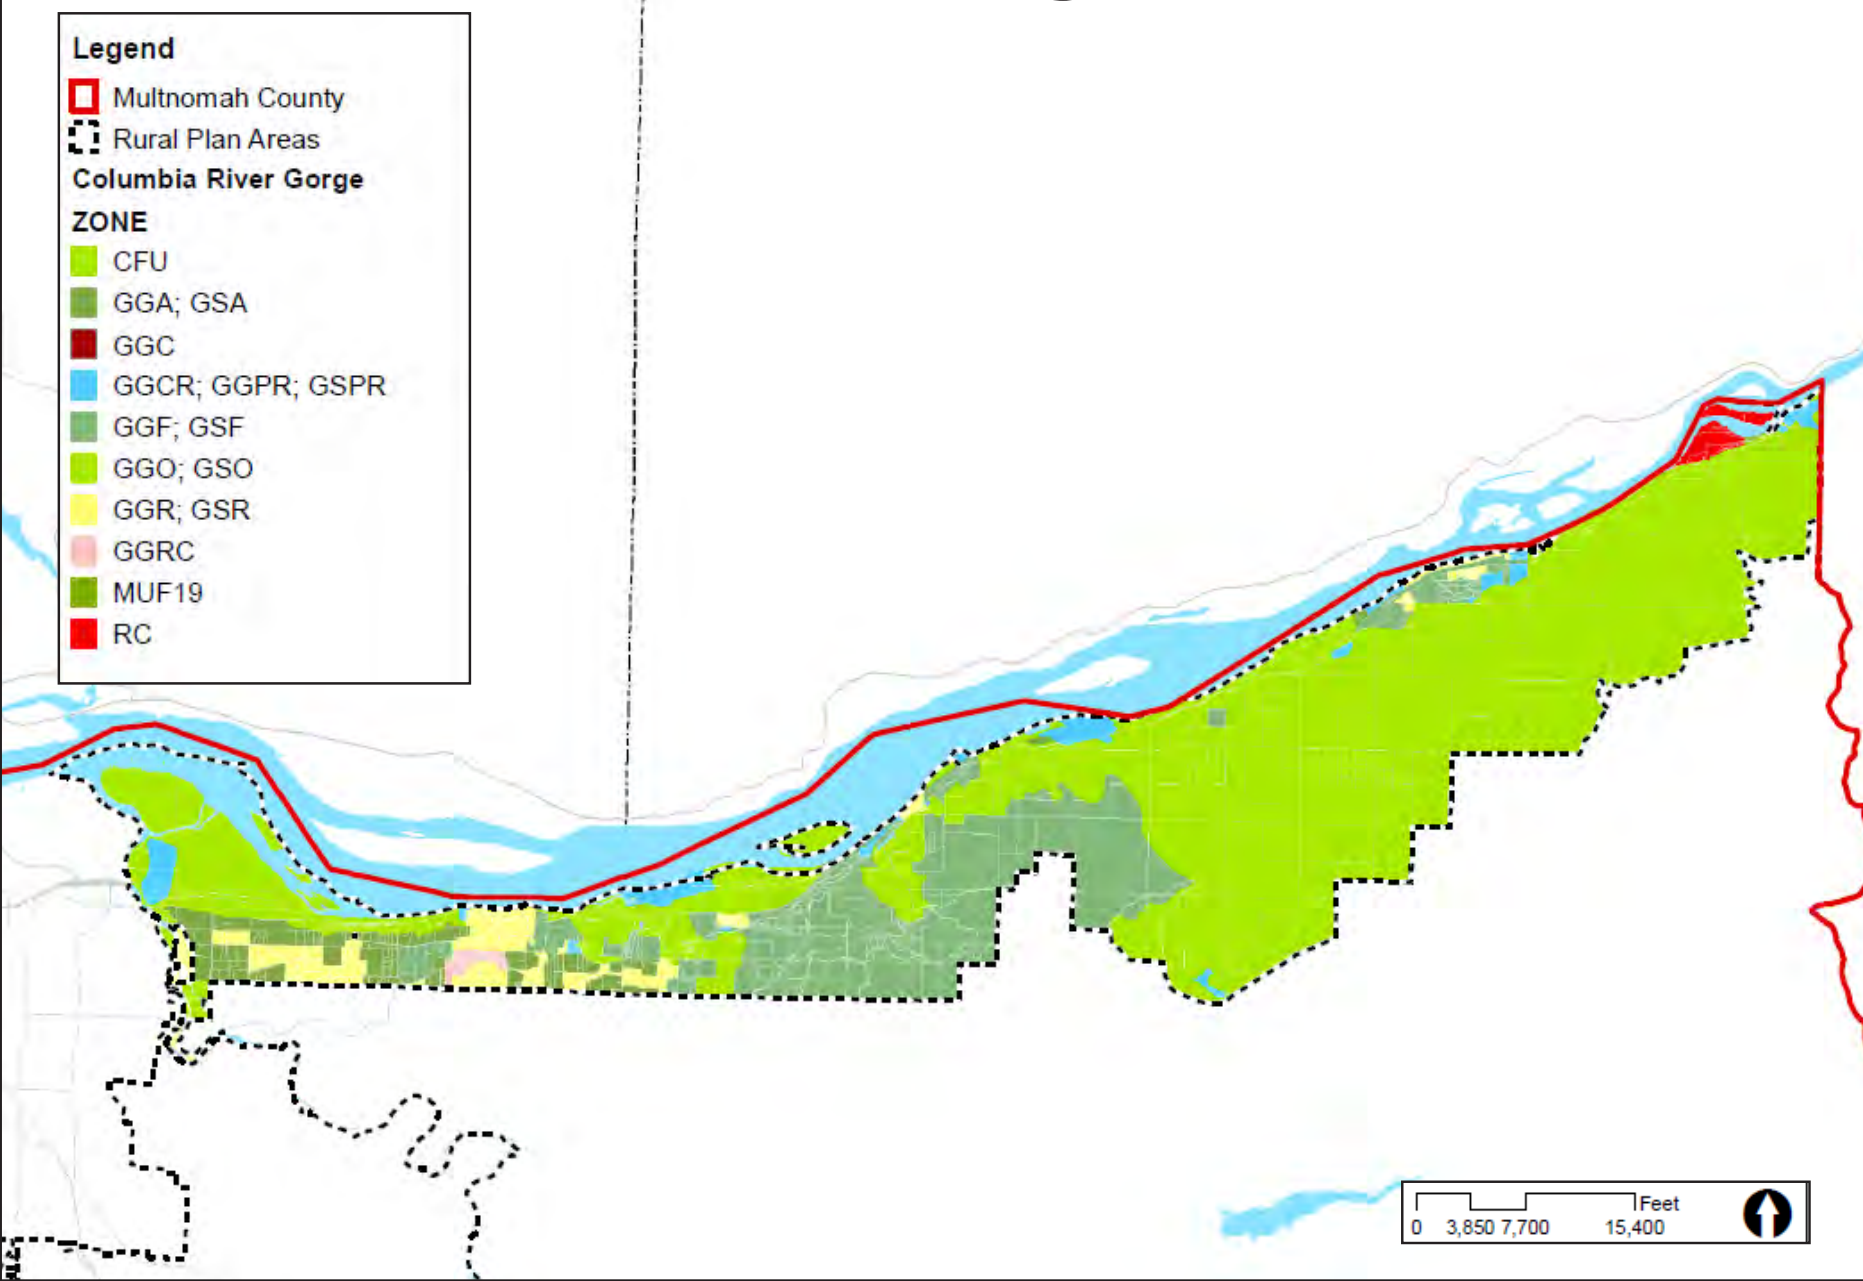 Legend
Multnomah County
Rural Plan Areas
Columbia River Gorge
ZONE
CFU
GGA; GSA
GGC
GGCR; GGPR; GSPR
GGF; GSF
GGO; GSO
GGR; GSR
GGRC
MUF19
RC
Feet
0 3,850 7,700 15,400